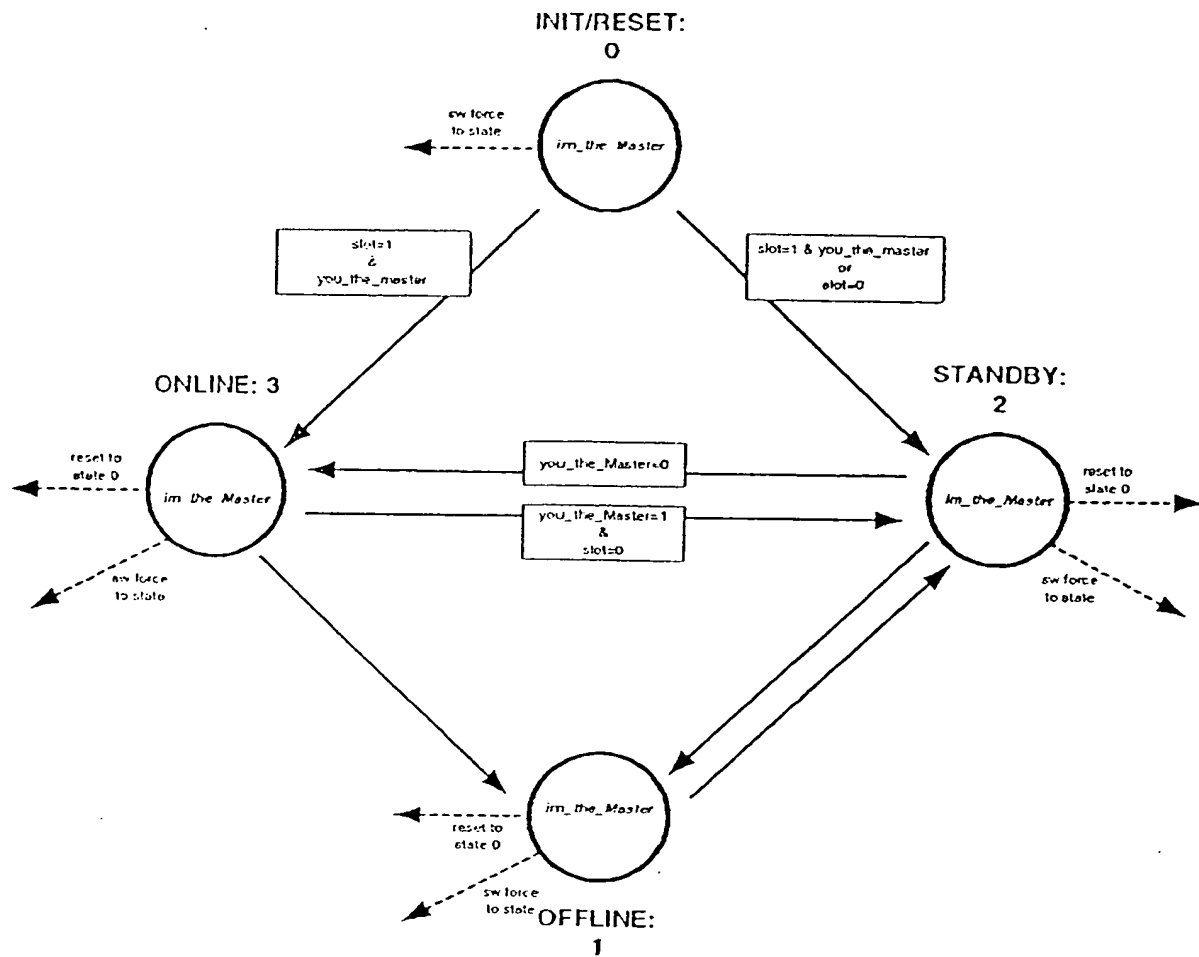 INIT/RESET:
0
sw force
to state
im_the_Master
slot=1
&
you_the_master
slot=1 & you_the_master
or
slot=0
ONLINE: 3
STANDBY:
2
reset to
state 0
im_the_Master
you_the_Master=0
you_the_Master=1
&
slot=0
im_the_Master
reset to
state 0
sw force
to state
sw force
to state
im_the_Master
reset to
state 0
sw force
to state
OFFLINE:
1